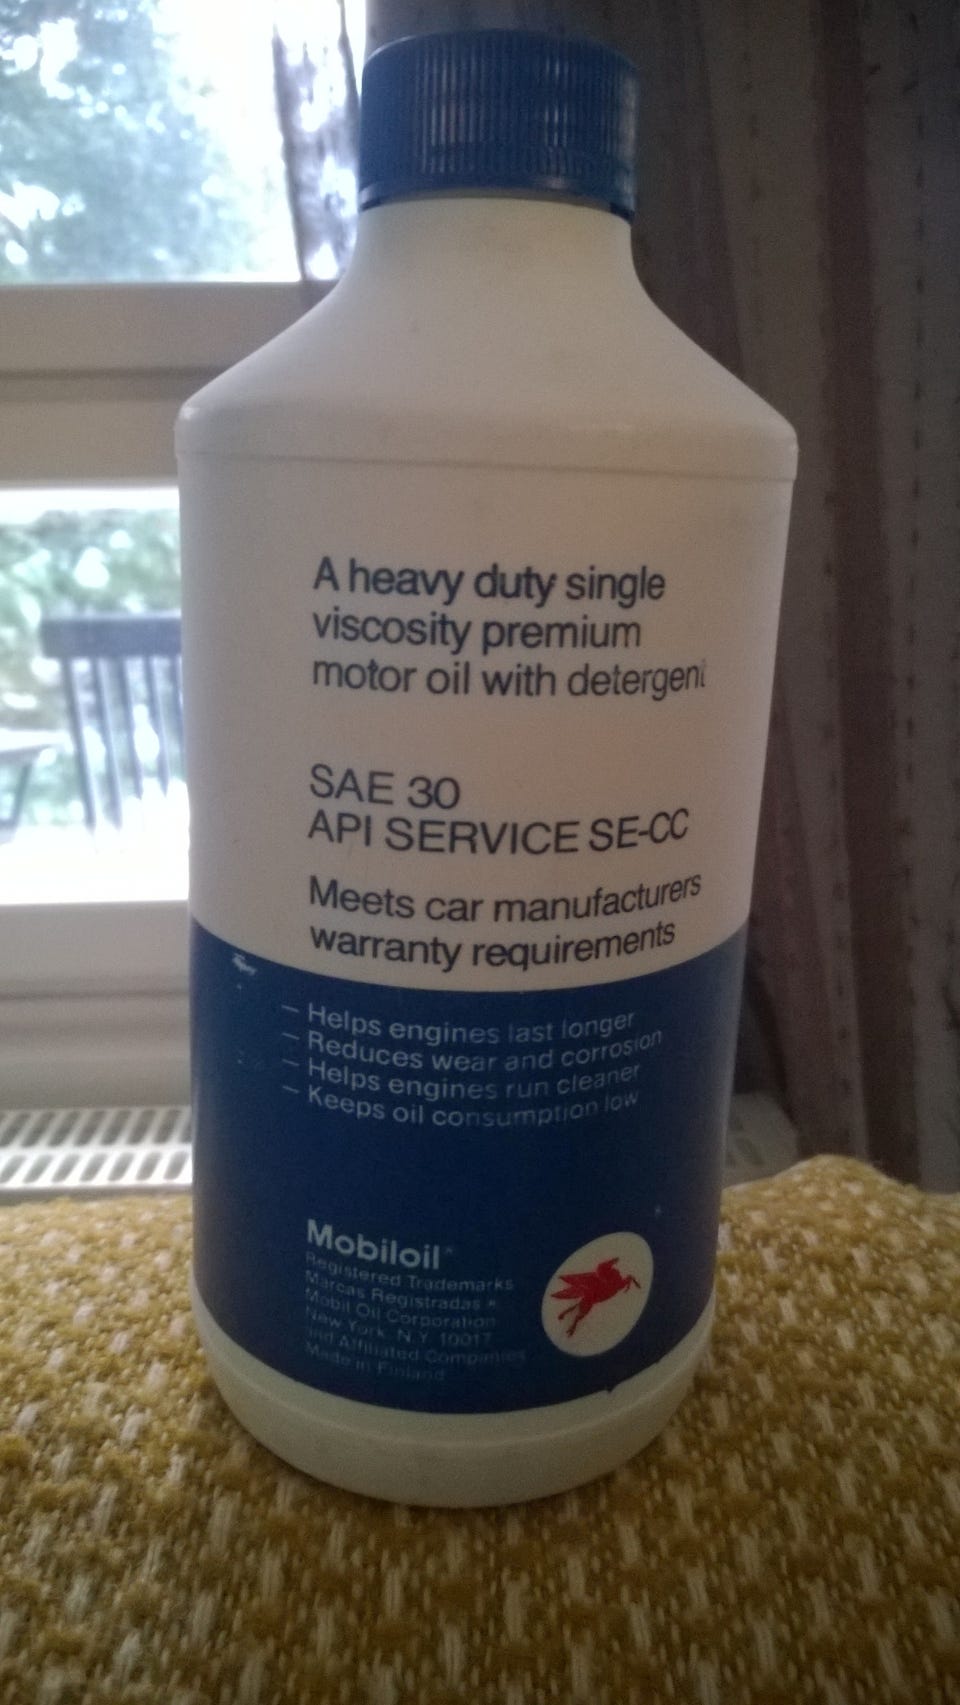 A heavy duty single
viscosity premium
motor oil with detergent
SAE 30
API SERVICE SE-CC
Meets car manufacturers
warranty requirements
– Helps engines last longer
– Reduces wear and corrosion
– Helps engines run cleaner
– Keeps oil consumption low
Mobiloil
Registered Trademarks
Marcas Registradas
Mobil Oil Corporation
New York, N.Y. 10017
and Affiliated Companies
Made in Finland